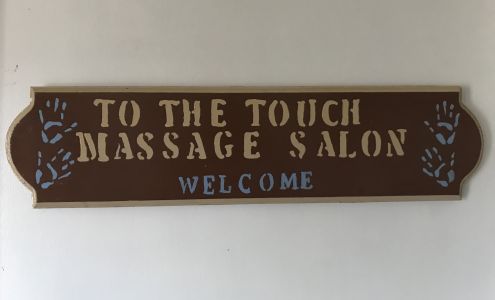 TO THE TOUCH
MASSAGE SALON
WELCOME